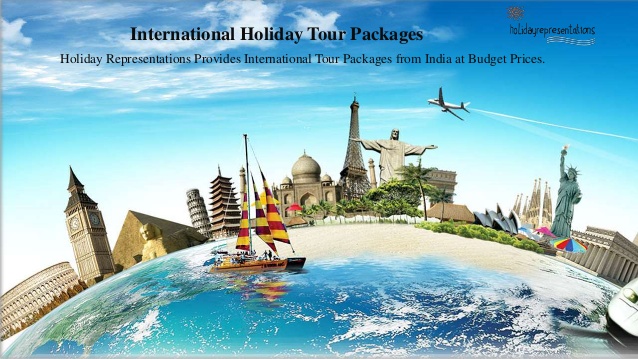 International Holiday Tour Packages
holidayrepresentations
Holiday Representations Provides International Tour Packages from India at Budget Prices.